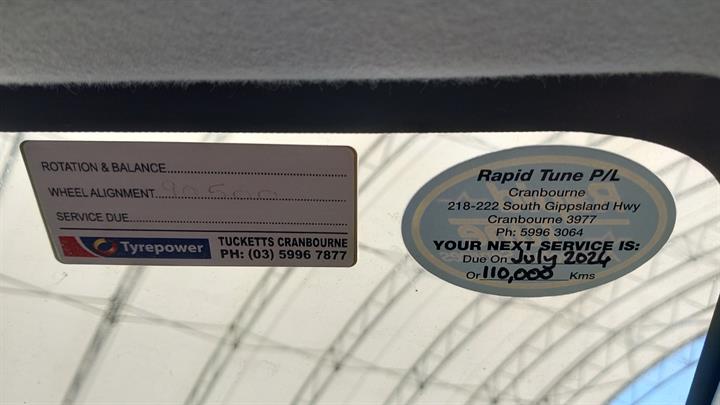 ROTATION & BALANCE
WHEEL ALIGNMENT 90500
SERVICE DUE
Tyrepower
TUCKETTS CRANBOURNE
PH: (03) 5996 7877
Rapid Tune P/L
Cranbourne
218-222 South Gippsland Hwy
Cranbourne 3977
Ph: 5996 3064
YOUR NEXT SERVICE IS:
Due On July 2024
Or 110,000 Kms